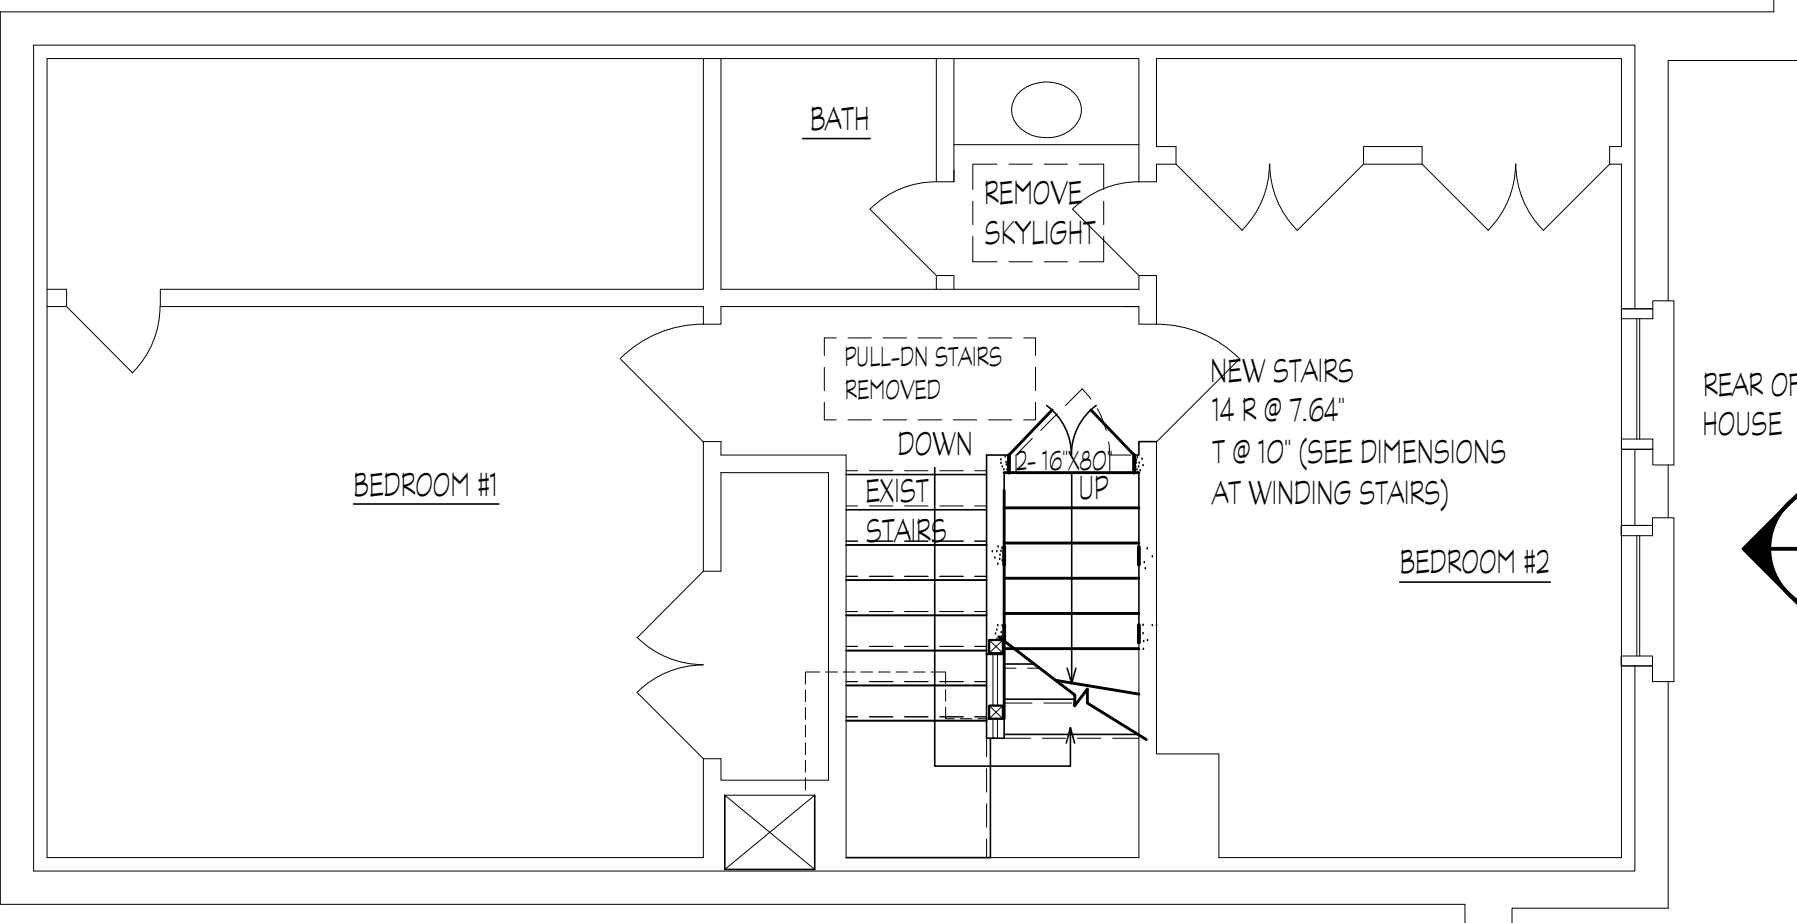 BATH
REMOVE
SKYLIGHT
PULL-DN STAIRS
REMOVED
NEW STAIRS
14 R @ 7.64"
T @ 10" (SEE DIMENSIONS
AT WINDING STAIRS)
REAR OF
HOUSE
DOWN
2- 16"X80"
UP
EXIST
STAIRS
BEDROOM #1
BEDROOM #2